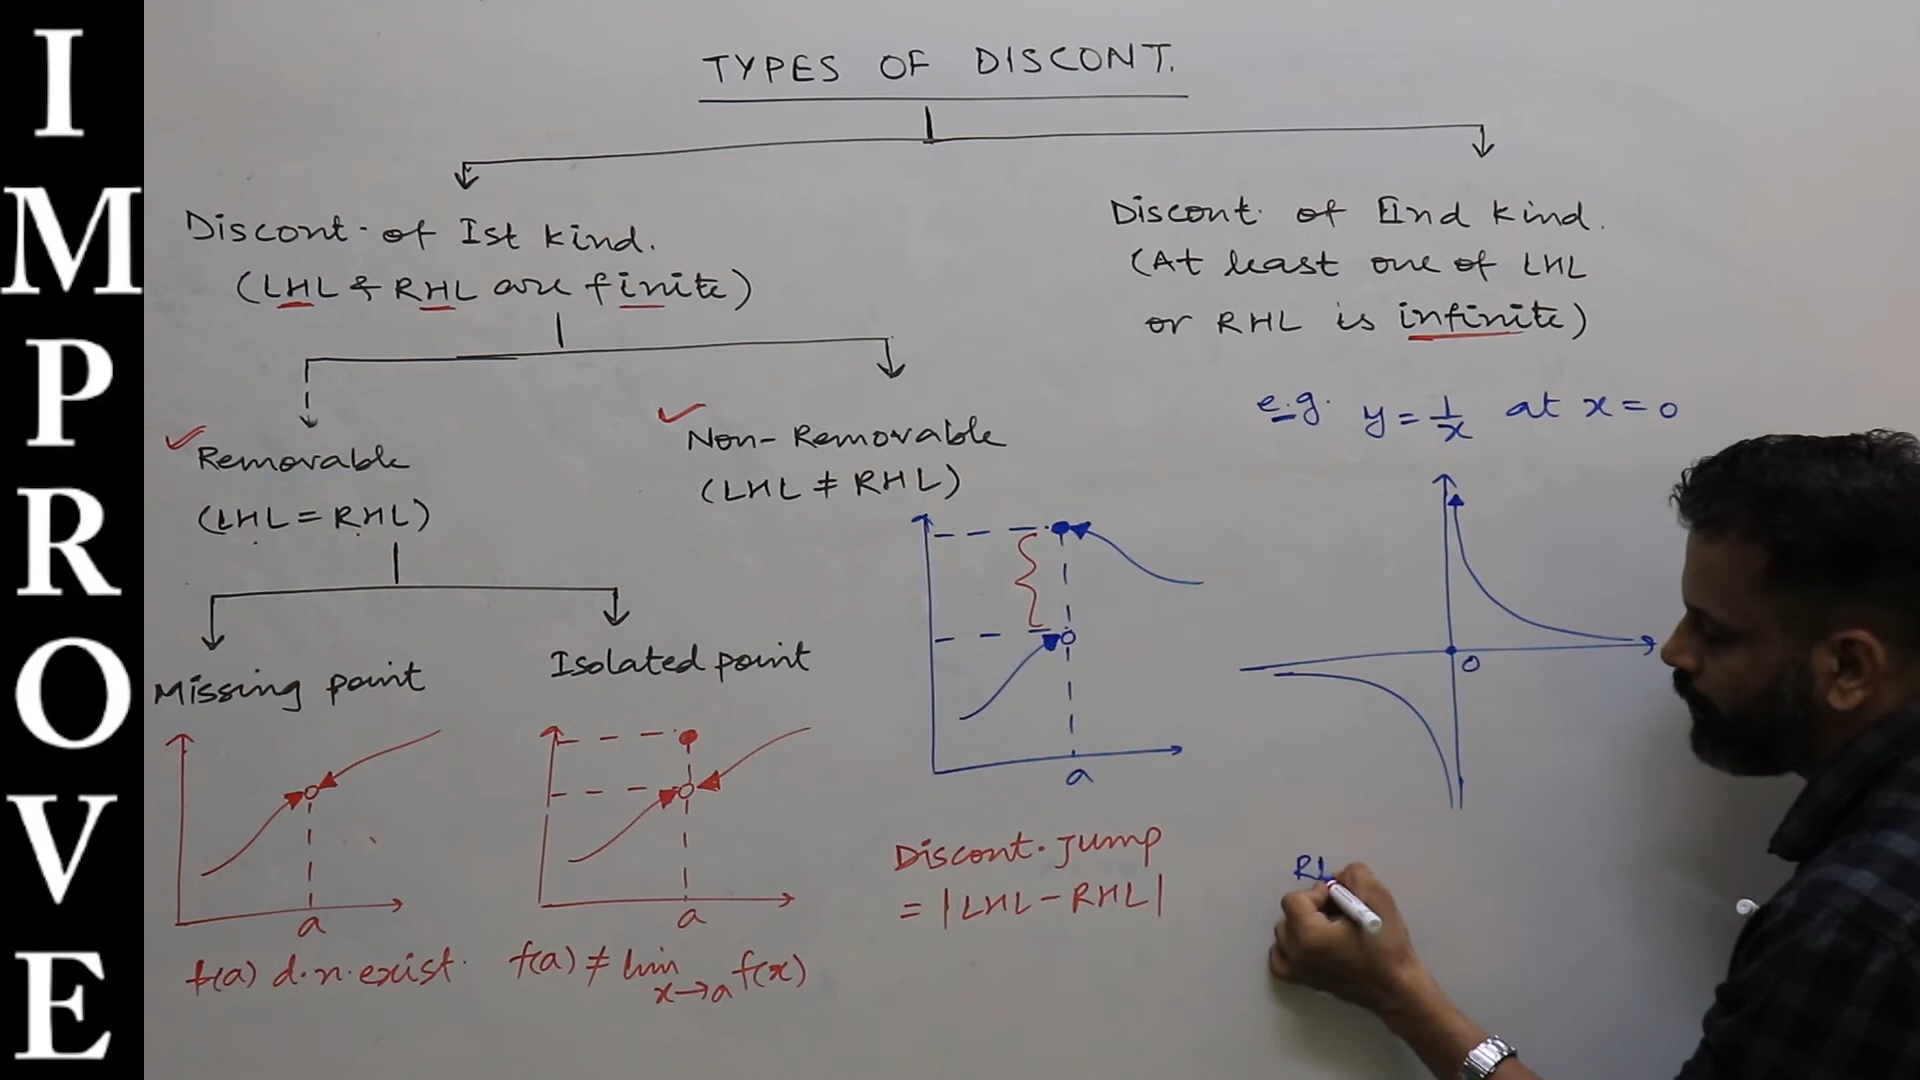 IMPROVE
TYPES OF DISCONT.
Discont. of Ist kind.
(LHL & RHL are finite)
Discont. of IInd kind.
(At least one of LHL
or RHL is infinite)
Removable
(LHL = RHL)
Non-Removable
(LHL ≠ RHL)
e.g. y = 1/x at x = 0
Missing point
Isolated point
a
a
a
0
f(a) d.n.exist.
f(a) ≠ lim f(x)
x→a
Discont. Jump
= |LHL - RHL|